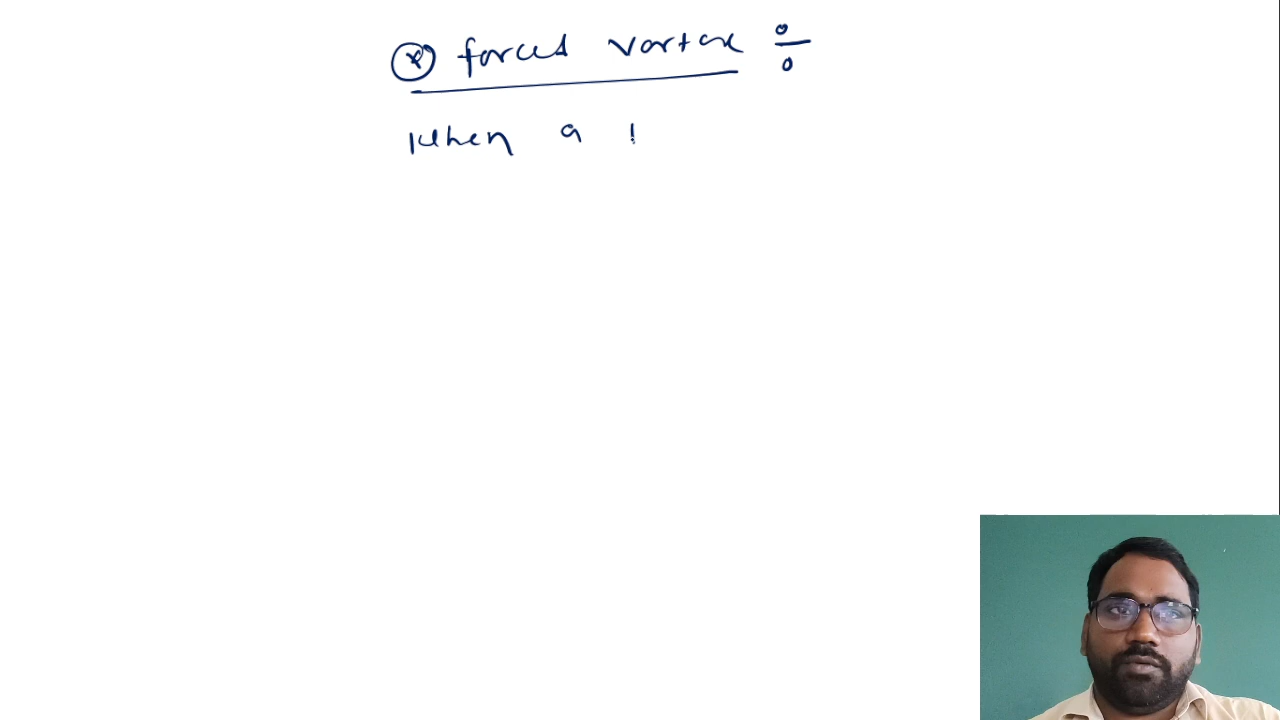 * forced vortex :-
When a